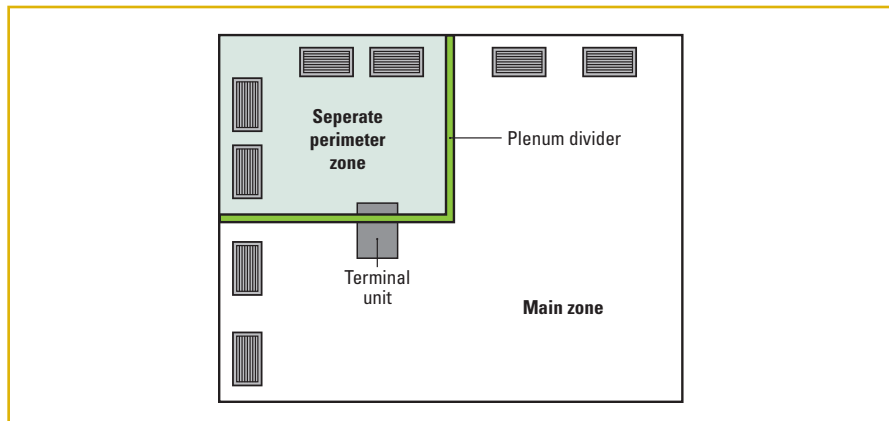 Seperate
perimeter
zone
Plenum divider
Terminal
unit
Main zone